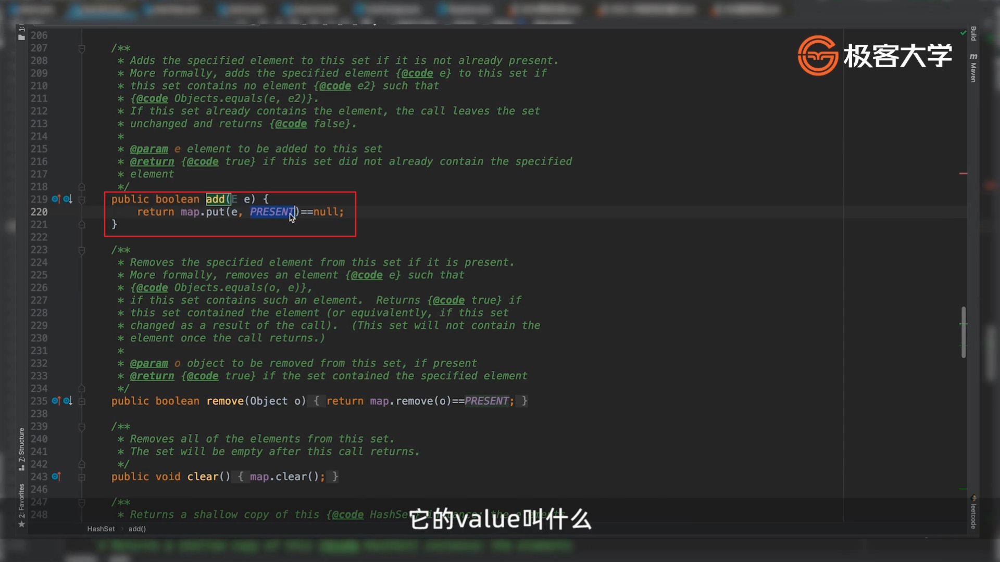 1:
Build
极客大学
m Maven
206
207 /**
208 * Adds the specified element to this set if it is not already present.
209 * More formally, adds the specified element {@code e} to this set if
210 * this set contains no element {@code e2} such that
211 * {@code Objects.equals(e, e2)}.
212 * If this set already contains the element, the call leaves the set
213 * unchanged and returns {@code false}.
214 *
215 * @param e element to be added to this set
216 * @return {@code true} if this set did not already contain the specified
217 * element
218 */
219 public boolean add(E e) {
220 return map.put(e, PRESENT)==null;
221 }
222
223 /**
224 * Removes the specified element from this set if it is present.
225 * More formally, removes an element {@code e} such that
226 * {@code Objects.equals(o, e)},
227 * if this set contains such an element. Returns {@code true} if
228 * this set contained the element (or equivalently, if this set
229 * changed as a result of the call). (This set will not contain the
230 * element once the call returns.)
231 *
232 * @param o object to be removed from this set, if present
233 * @return {@code true} if the set contained the specified element
234 */
235 public boolean remove(Object o) { return map.remove(o)==PRESENT; }
238
239 /**
240 * Removes all of the elements from this set.
241 * The set will be empty after this call returns.
242 */
243 public void clear() { map.clear(); }
246
247 /**
248 * Returns a shallow copy of this {@code HashSe
Z: Structure
2: Favorites
leetcode
它的value叫什么
HashSet › add()